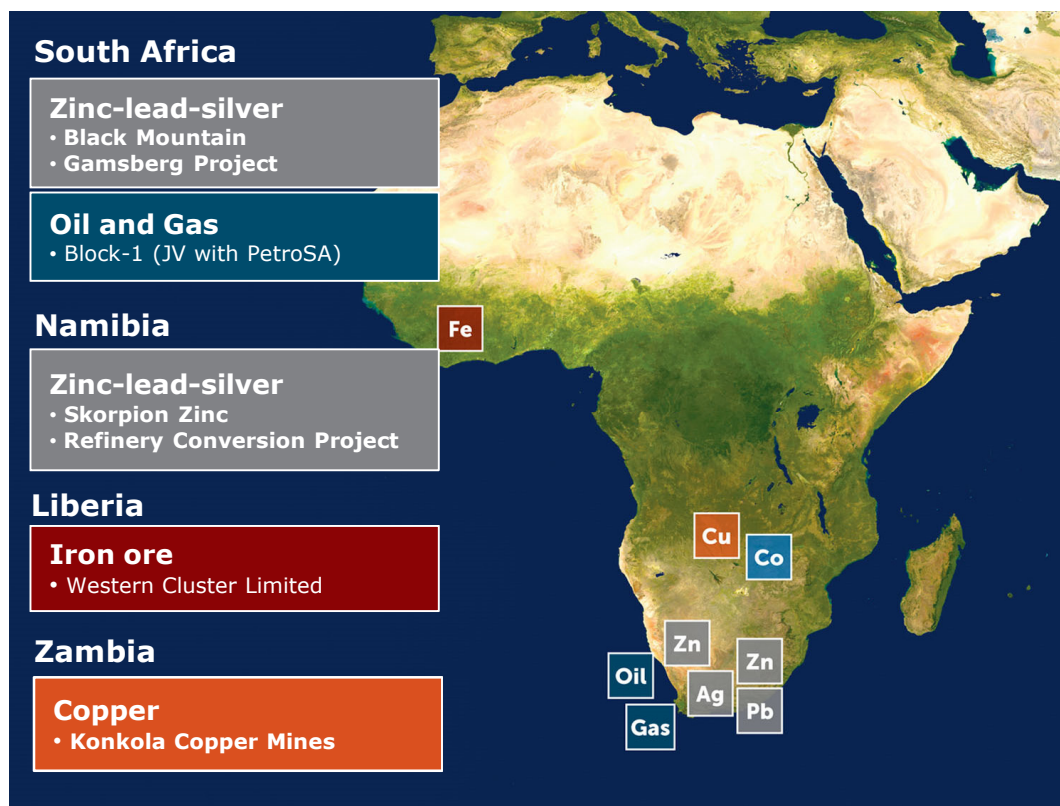 South Africa
Zinc-lead-silver
• Black Mountain
• Gamsberg Project
Oil and Gas
• Block-1 (JV with PetroSA)
Namibia
Zinc-lead-silver
• Skorpion Zinc
• Refinery Conversion Project
Liberia
Iron ore
• Western Cluster Limited
Zambia
Copper
• Konkola Copper Mines
Fe
Cu
Co
Zn
Zn
Oil
Ag
Pb
Gas